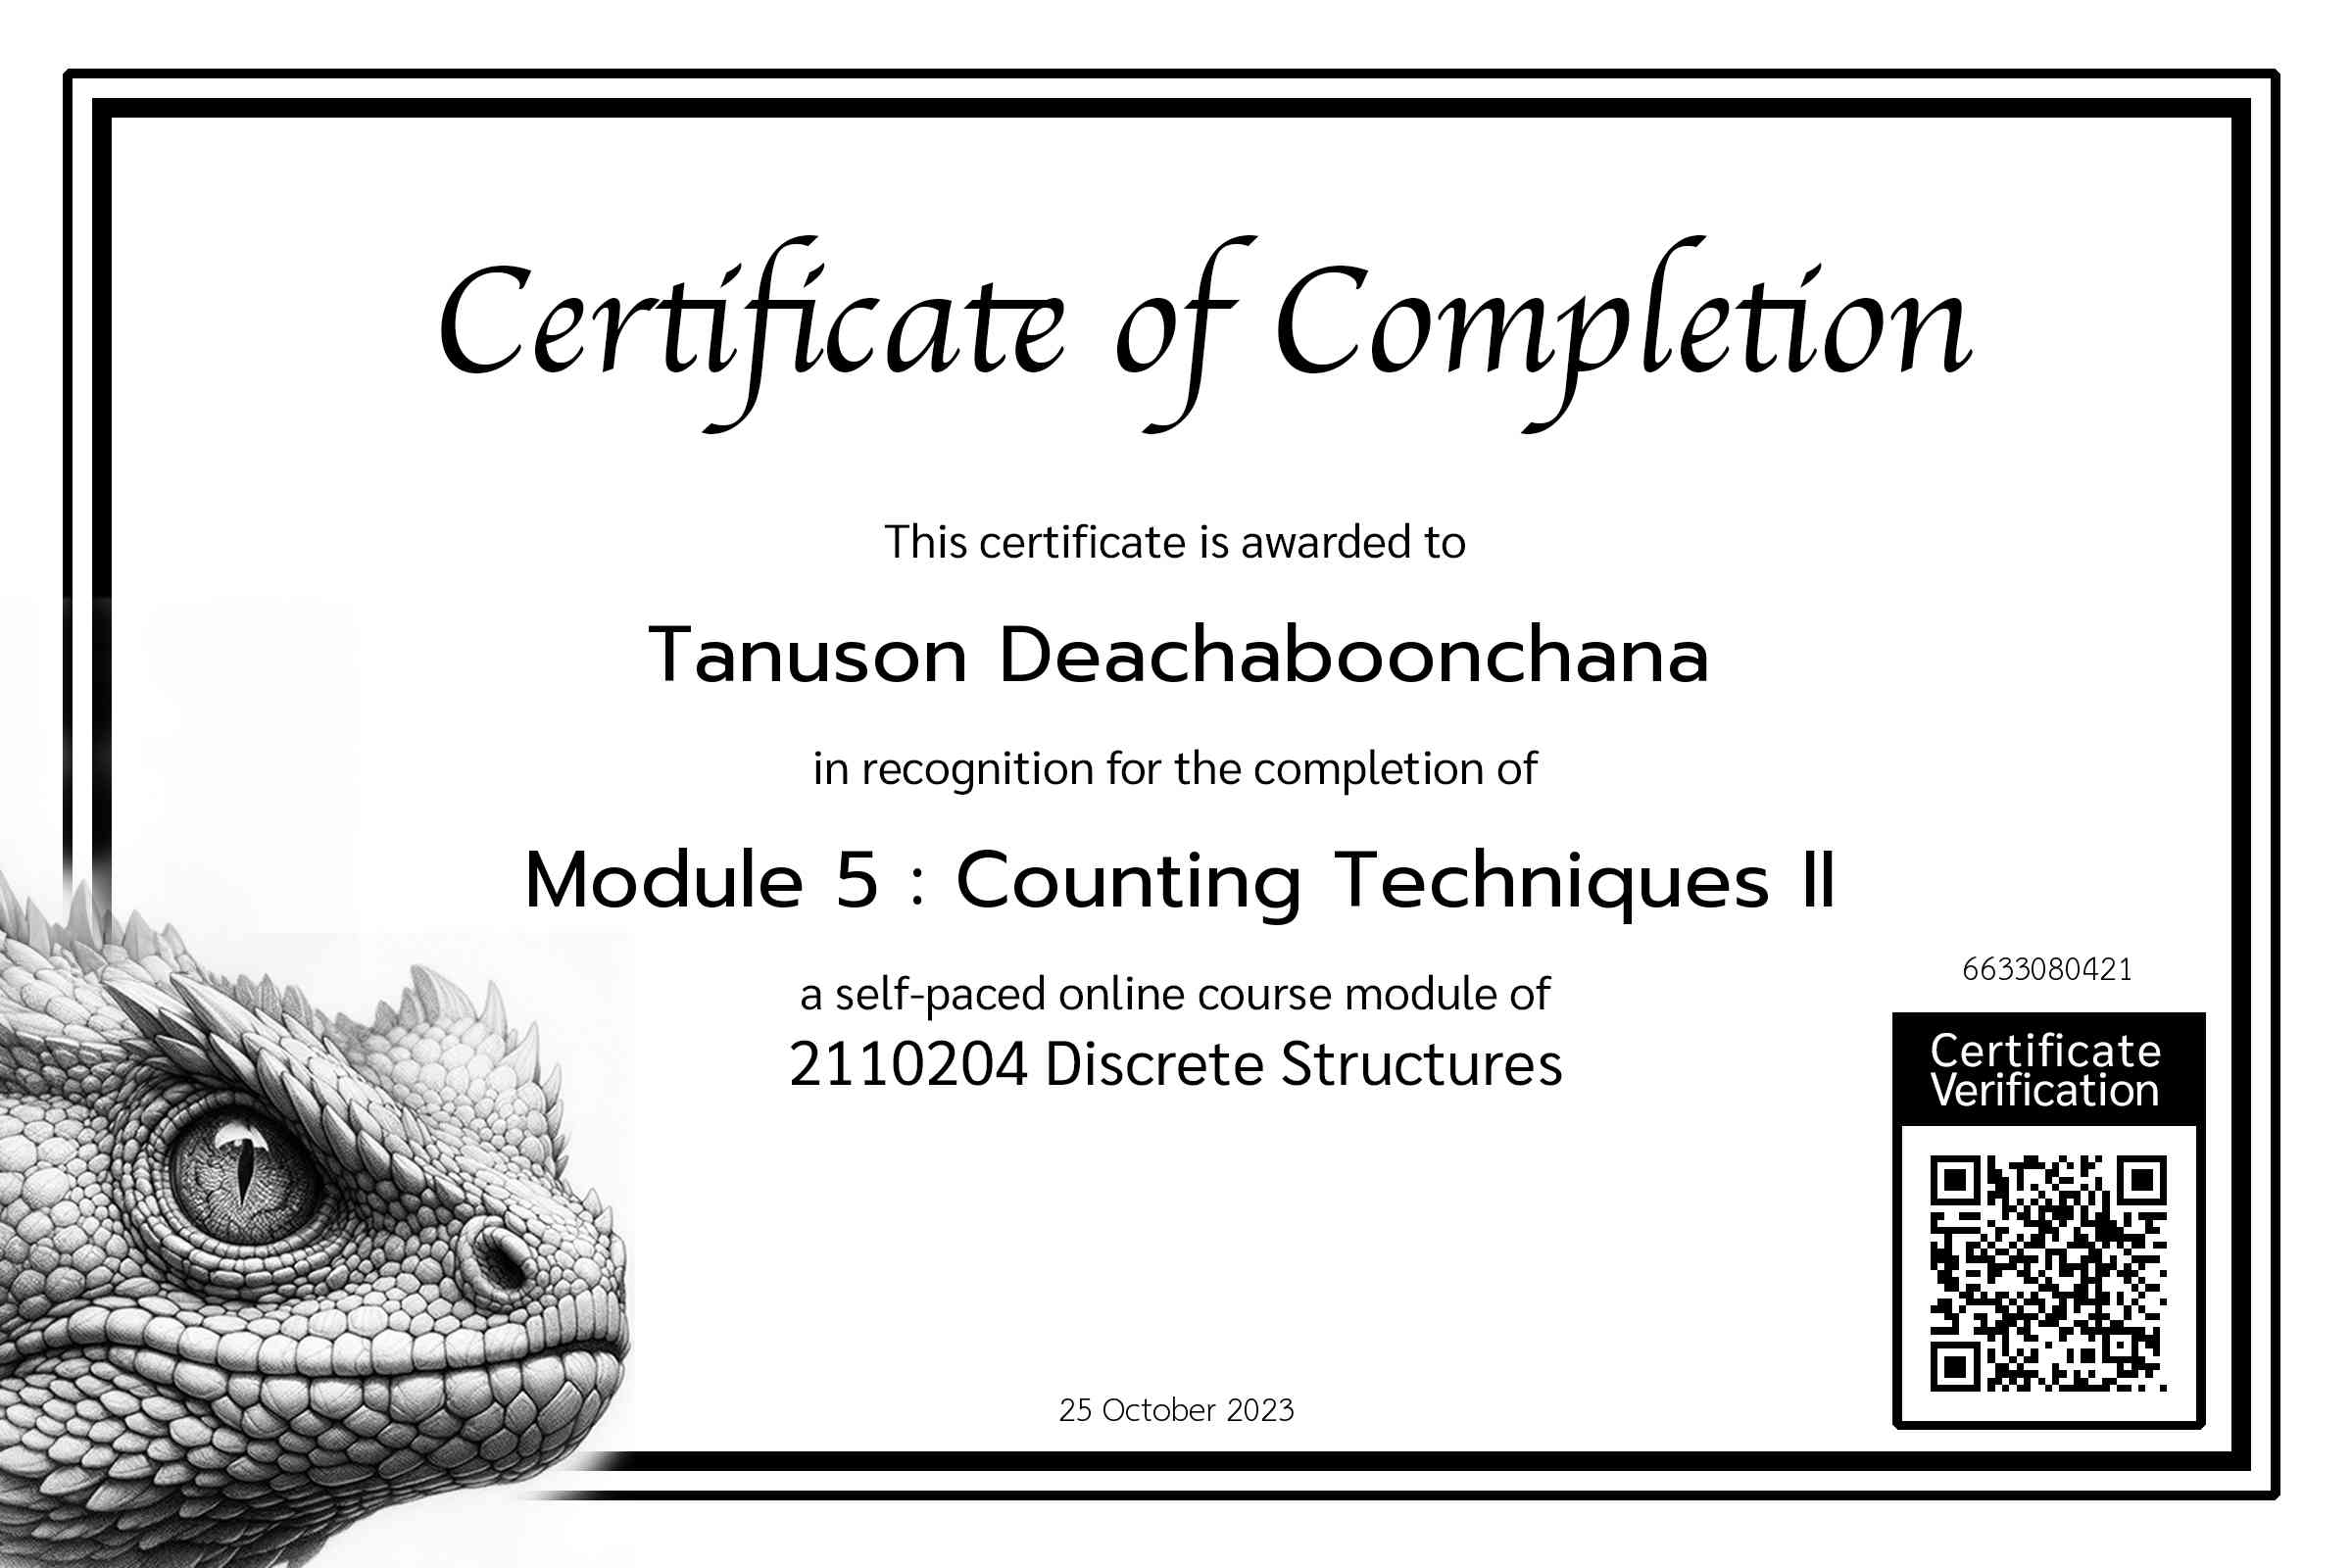 Certificate of Completion
This certificate is awarded to
Tanuson Deachaboonchana
in recognition for the completion of
Module 5 : Counting Techniques II
a self-paced online course module of
2110204 Discrete Structures
6633080421
Certificate
Verification
25 October 2023